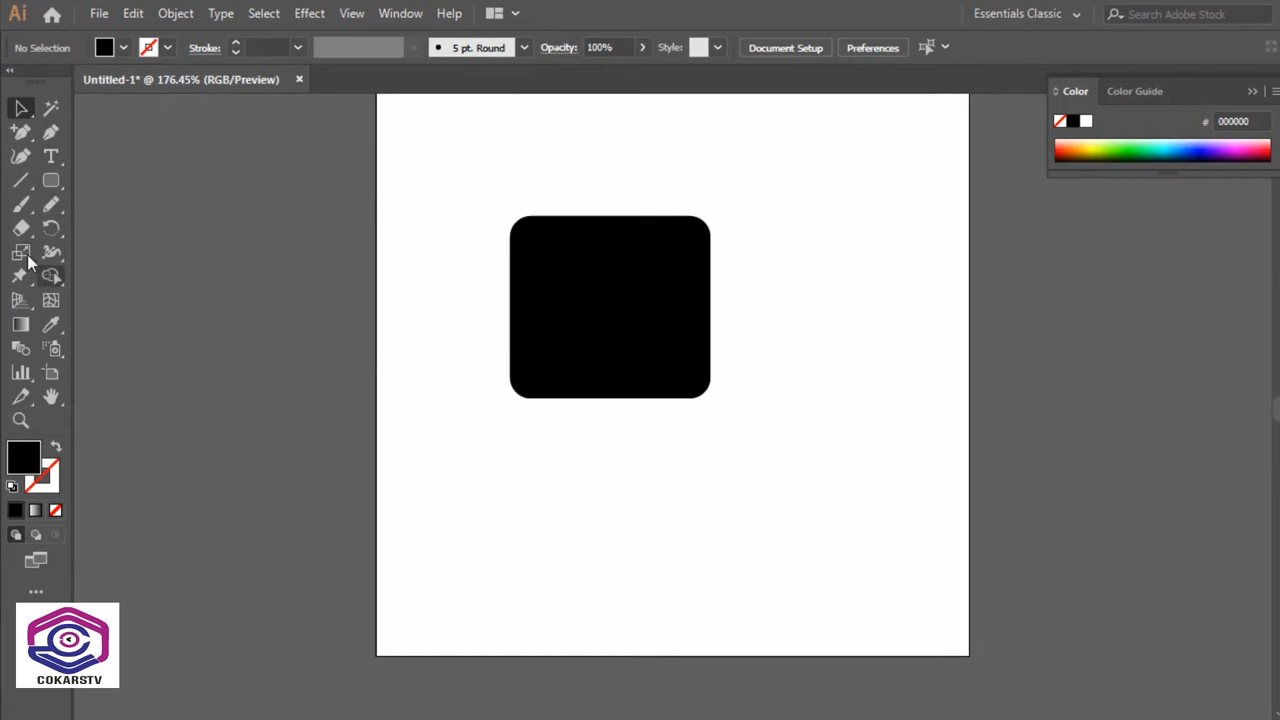 Ai File Edit Object Type Select Effect View Window Help Essentials Classic Search Adobe Stock
No Selection Stroke: 5 pt. Round Opacity: 100% Style: Document Setup Preferences
Untitled-1* @ 176.45% (RGB/Preview)
Color Color Guide
# 000000
COKARSTV